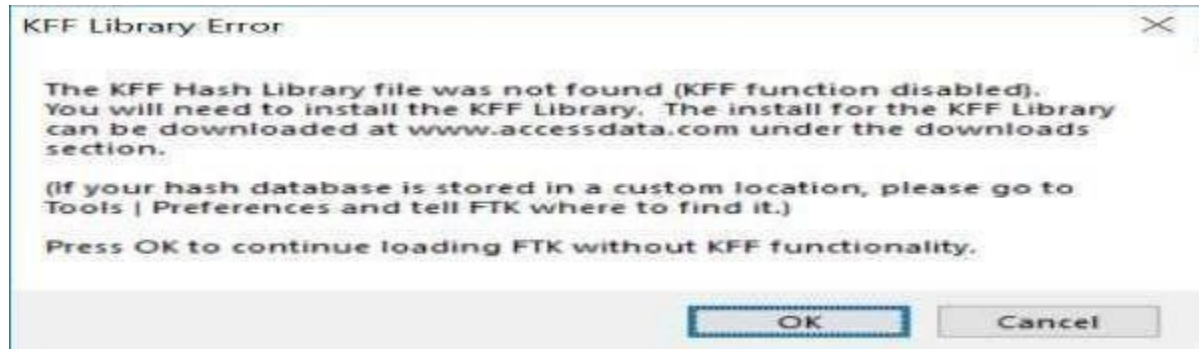 KFF Library Error
The KFF Hash Library file was not found (KFF function disabled).
You will need to install the KFF Library. The install for the KFF Library
can be downloaded at www.accessdata.com under the downloads
section.
(If your hash database is stored in a custom location, please go to
Tools | Preferences and tell FTK where to find it.)
Press OK to continue loading FTK without KFF functionality.
OK Cancel